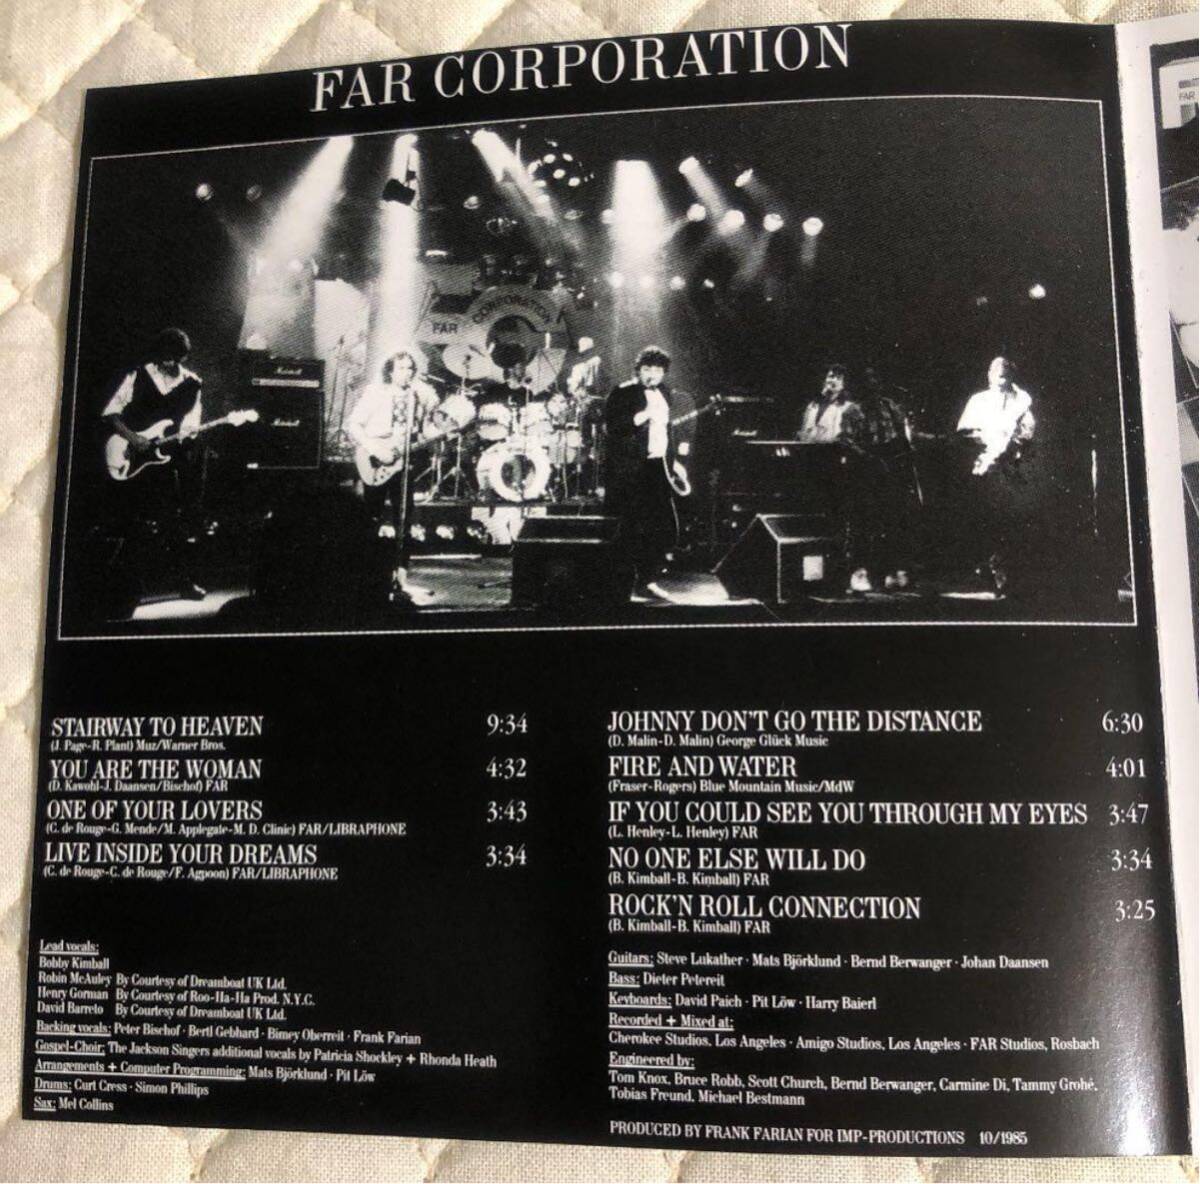 FAR CORPORATION
FAR
CORPORATION
FAR
Marshall
Marshall
STAIRWAY TO HEAVEN 9:34
(J. Page-R. Plant) Muz/Warner Bros.
YOU ARE THE WOMAN 4:32
(D. Kawohl-J. Daansen/Bischof) FAR
ONE OF YOUR LOVERS 3:43
(C. de Rouge-G. Mende/M. Applegate-M. D. Clinic) FAR/LIBRAPHONE
LIVE INSIDE YOUR DREAMS 3:34
(C. de Rouge-C. de Rouge/F. Agpoon) FAR/LIBRAPHONE
Lead vocals:
Bobby Kimball
Robin McAuley By Courtesy of Dreamboat UK Ltd.
Henry Gorman By Courtesy of Roo-Ha-Ha Prod. N.Y.C.
David Barreto By Courtesy of Dreamboat UK Ltd.
Backing vocals: Peter Bischof · Bertl Gebhard · Bimey Oberreit · Frank Farian
Gospel-Choir: The Jackson Singers additional vocals by Patricia Shockley + Rhonda Heath
Arrangements + Computer Programming: Mats Björklund · Pit Löw
Drums: Curt Cress · Simon Phillips
Sax: Mel Collins
JOHNNY DON'T GO THE DISTANCE 6:30
(D. Malin-D. Malin) George Glück Music
FIRE AND WATER 4:01
(Fraser-Rogers) Blue Mountain Music/MdW
IF YOU COULD SEE YOU THROUGH MY EYES 3:47
(L. Henley-L. Henley) FAR
NO ONE ELSE WILL DO 3:34
(B. Kimball-B. Kimball) FAR
ROCK'N ROLL CONNECTION 3:25
(B. Kimball-B. Kimball) FAR
Guitars: Steve Lukather · Mats Björklund · Bernd Berwanger · Johan Daansen
Bass: Dieter Petereit
Keyboards: David Paich · Pit Löw · Harry Baierl
Recorded + Mixed at:
Cherokee Studios, Los Angeles · Amigo Studios, Los Angeles · FAR Studios, Rosbach
Engineered by:
Tom Knox, Bruce Robb, Scott Church, Bernd Berwanger, Carmine Di, Tammy Grohé,
Tobias Freund, Michael Bestmann
PRODUCED BY FRANK FARIAN FOR IMP-PRODUCTIONS 10/1985